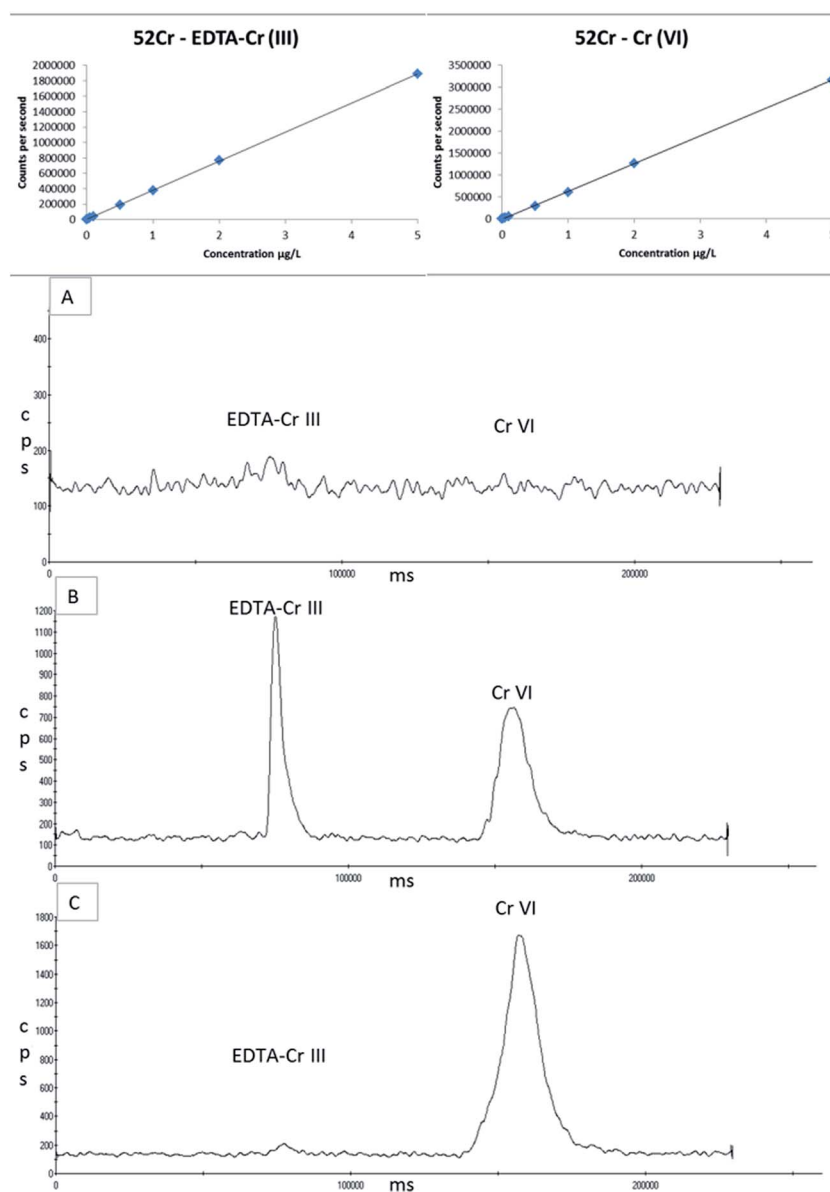 52Cr - EDTA-Cr (III)
2000000
1800000
1600000
1400000
1200000
1000000
800000
600000
400000
200000
0
Counts per second
0 1 2 3 4 5
Concentration µg/L
52Cr - Cr (VI)
3500000
3000000
2500000
2000000
1500000
1000000
500000
0
Counts per second
0 1 2 3 4 5
Concentration µg/L
A
400
300
200
100
0
cps
EDTA-Cr III
Cr VI
0 100000 200000
ms
B
1200
1100
1000
900
800
700
600
500
400
300
200
100
0
cps
EDTA-Cr III
Cr VI
0 100000 200000
ms
C
1800
1600
1400
1200
1000
800
600
400
200
0
cps
EDTA-Cr III
Cr VI
0 100000 200000
ms